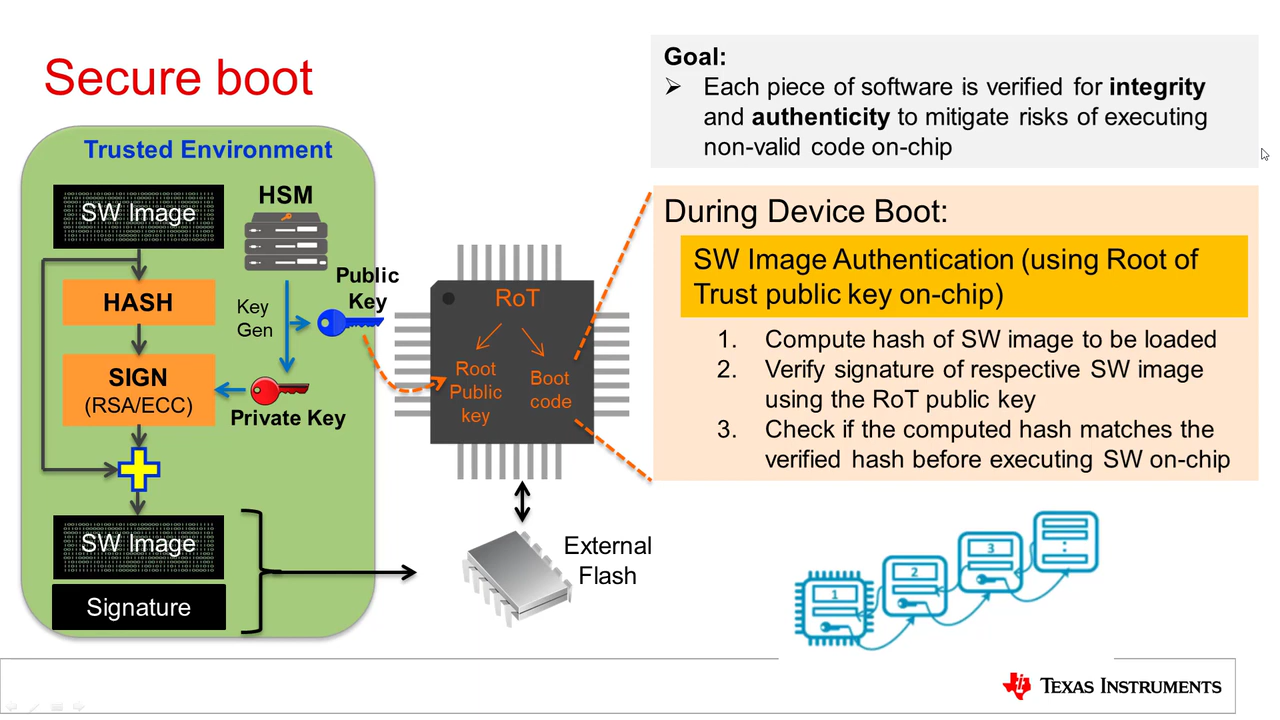 Secure boot
Trusted Environment
SW Image
HSM
HASH
Key
Gen
Public
Key
SIGN
(RSA/ECC)
Private Key
SW Image
Signature
RoT
Root
Public
key
Boot
code
External
Flash
Goal:
➢ Each piece of software is verified for integrity
and authenticity to mitigate risks of executing
non-valid code on-chip
During Device Boot:
SW Image Authentication (using Root of
Trust public key on-chip)
1. Compute hash of SW image to be loaded
2. Verify signature of respective SW image
using the RoT public key
3. Check if the computed hash matches the
verified hash before executing SW on-chip
1
2
3
TEXAS INSTRUMENTS